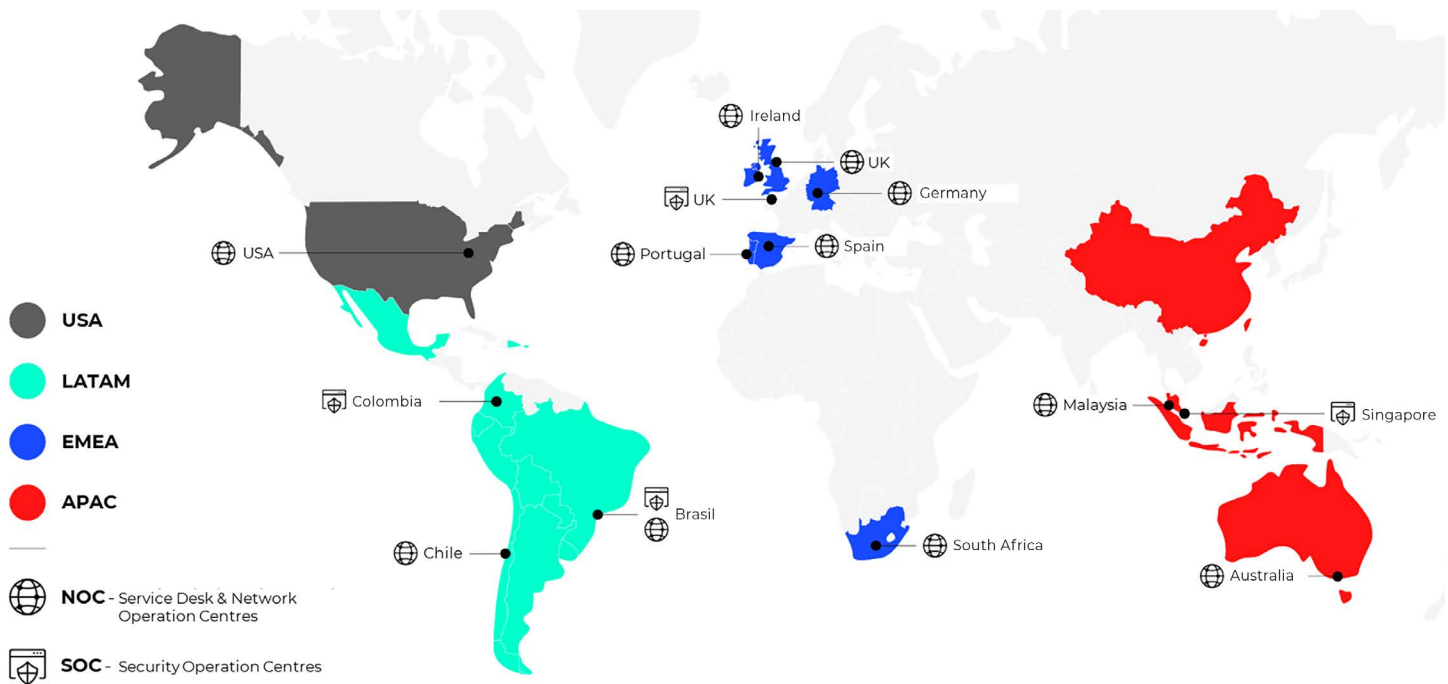 Ireland
UK
UK
Germany
USA
Portugal
Spain
USA
LATAM
Colombia
Malaysia
Singapore
EMEA
APAC
Brasil
Chile
South Africa
Australia
NOC - Service Desk & Network
Operation Centres
SOC - Security Operation Centres